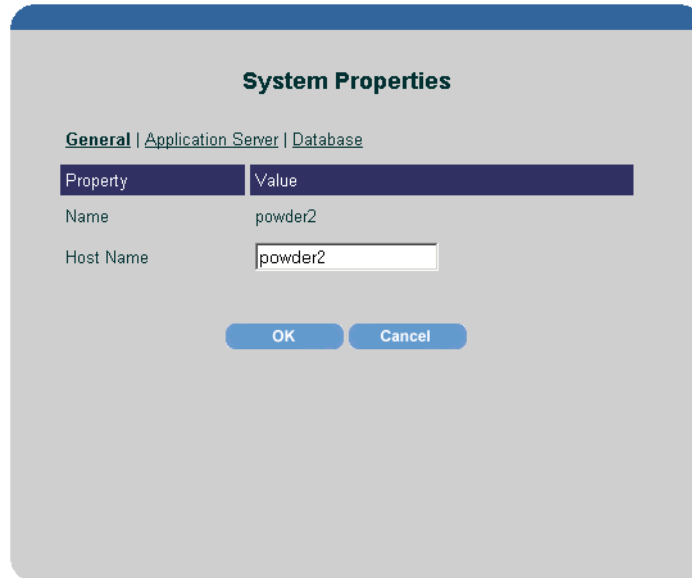 System Properties
General | Application Server | Database
Property Value
Name powder2
Host Name powder2
OK Cancel